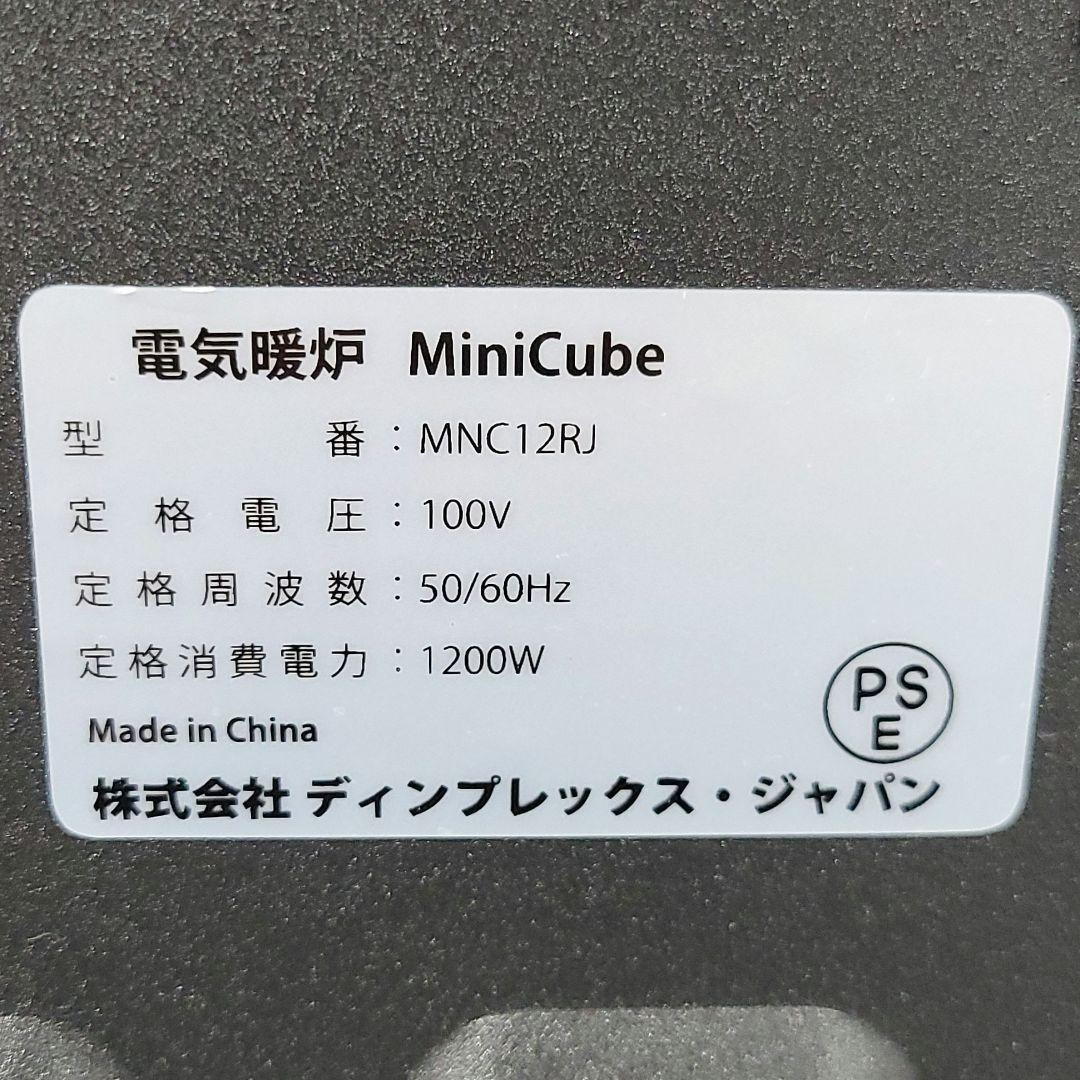 電気暖炉 MiniCube
型番：MNC12RJ
定格電圧：100V
定格周波数：50/60Hz
定格消費電力：1200W
PS
E
Made in China
株式会社 ディンプレックス・ジャパン